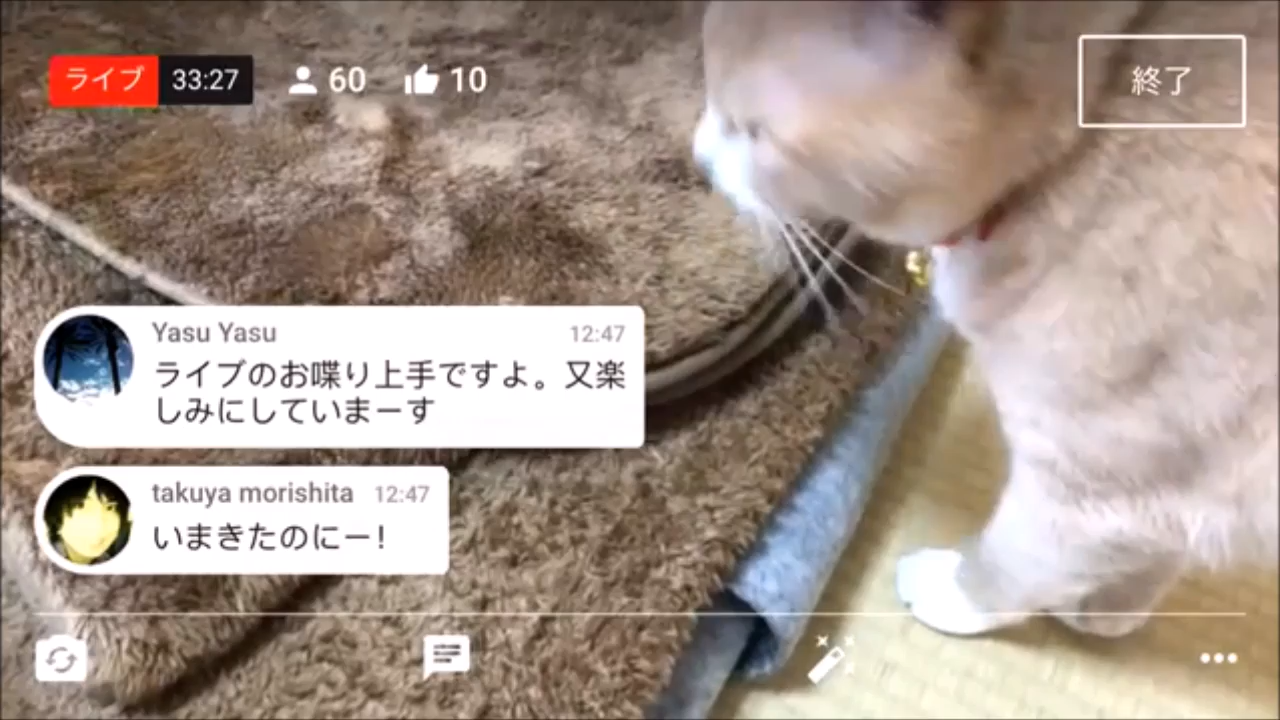 ライブ 33:27 60 10
終了
Yasu Yasu 12:47
ライブのお喋り上手ですよ。又楽
しみにしていまーす
takuya morishita 12:47
いまきたのにー!